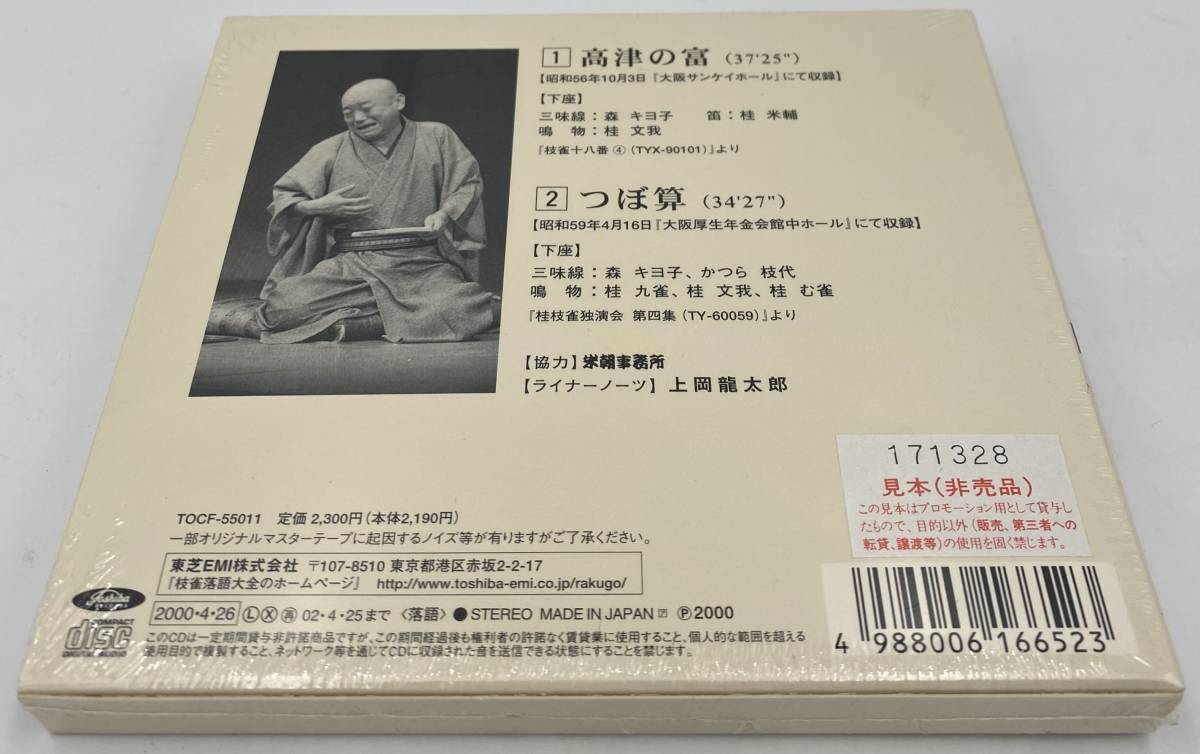 1 高津の富 (37'25")
【昭和56年10月3日『大阪サンケイホール』にて収録】
【下座】
三味線：森 キヨ子 笛：桂 米輔
鳴 物：桂 文我
『枝雀十八番④(TYX-90101)』より
2 つぼ算 (34'27")
【昭和59年4月16日『大阪厚生年金会館中ホール』にて収録】
【下座】
三味線：森 キヨ子、かつら 枝代
鳴 物：桂 九雀、桂 文我、桂 む雀
『桂枝雀独演会 第四集(TY-60059)』より
【協力】米朝事務所
【ライナーノーツ】上岡龍太郎
171328
見本(非売品)
この見本はプロモーション用として貸与し
たもので、目的以外(販売、第三者への
転貸、譲渡等)の使用を固く禁じます。
TOCF-55011 定価 2,300円(本体2,190円)
一部オリジナルマスターテープに起因するノイズ等が有りますがご了承ください。
東芝EMI株式会社 〒107-8510 東京都港区赤坂2-2-17
『枝雀落語大全のホームページ』 http://www.toshiba-emi.co.jp/rakugo/
Toshiba RECORDS
2000・4・26 Ⓛ Ⓧ 02・4・25まで 〈落語〉 ●STEREO MADE IN JAPAN Ⓟ2000
COMPACT disc DIGITAL AUDIO
このCDは一定期間貸与非許諾商品ですが、この期間経過後も権利者の許諾なく賃貸業に使用すること、個人的な範囲を超える
使用目的で複製すること、ネットワーク等を通じてCDに収録された音を送信できる状態にすることを禁じます。
4 988006 166523